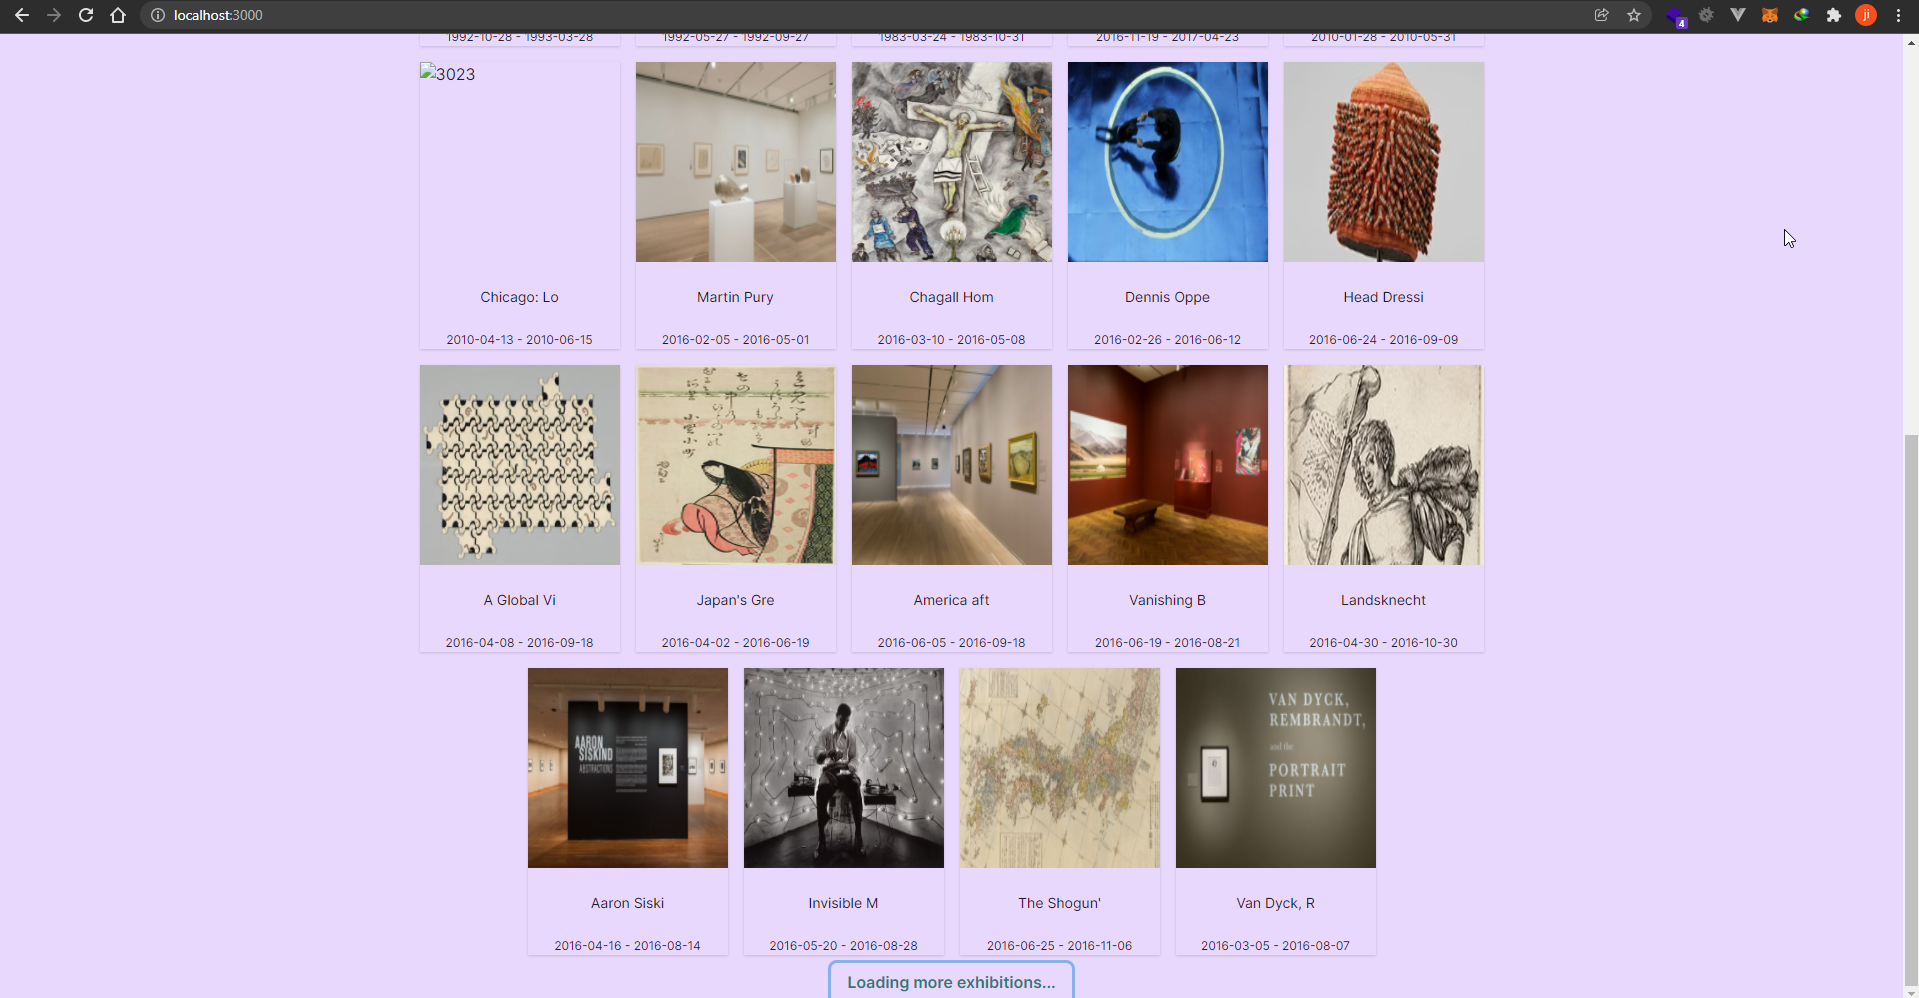 localhost:3000
4
ji
1992-10-28 - 1993-03-28
1992-05-27 - 1992-09-27
1983-03-24 - 1983-10-31
2016-11-19 - 2017-04-23
2010-01-28 - 2010-05-31
3023
Chicago: Lo
Martin Pury
Chagall Hom
Dennis Oppe
Head Dressi
2010-04-13 - 2010-06-15
2016-02-05 - 2016-05-01
2016-03-10 - 2016-05-08
2016-02-26 - 2016-06-12
2016-06-24 - 2016-09-09
A Global Vi
Japan's Gre
America aft
Vanishing B
Landsknecht
2016-04-08 - 2016-09-18
2016-04-02 - 2016-06-19
2016-06-05 - 2016-09-18
2016-06-19 - 2016-08-21
2016-04-30 - 2016-10-30
AARON
SISKIND
ABSTRACTIONS
VAN DYCK,
REMBRANDT,
and the
PORTRAIT
PRINT
Aaron Siski
Invisible M
The Shogun'
Van Dyck, R
2016-04-16 - 2016-08-14
2016-05-20 - 2016-08-28
2016-06-25 - 2016-11-06
2016-03-05 - 2016-08-07
Loading more exhibitions...